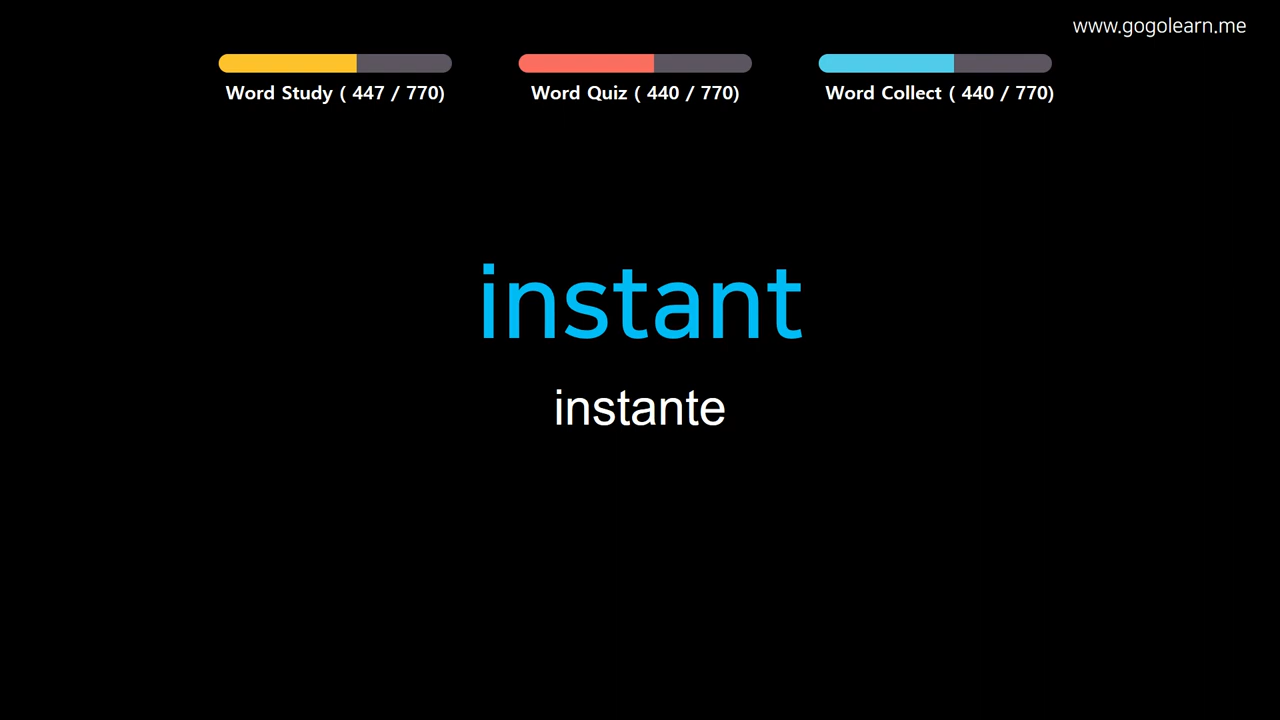 www.gogolearn.me
Word Study ( 447 / 770)
Word Quiz ( 440 / 770)
Word Collect ( 440 / 770)
instant
instante